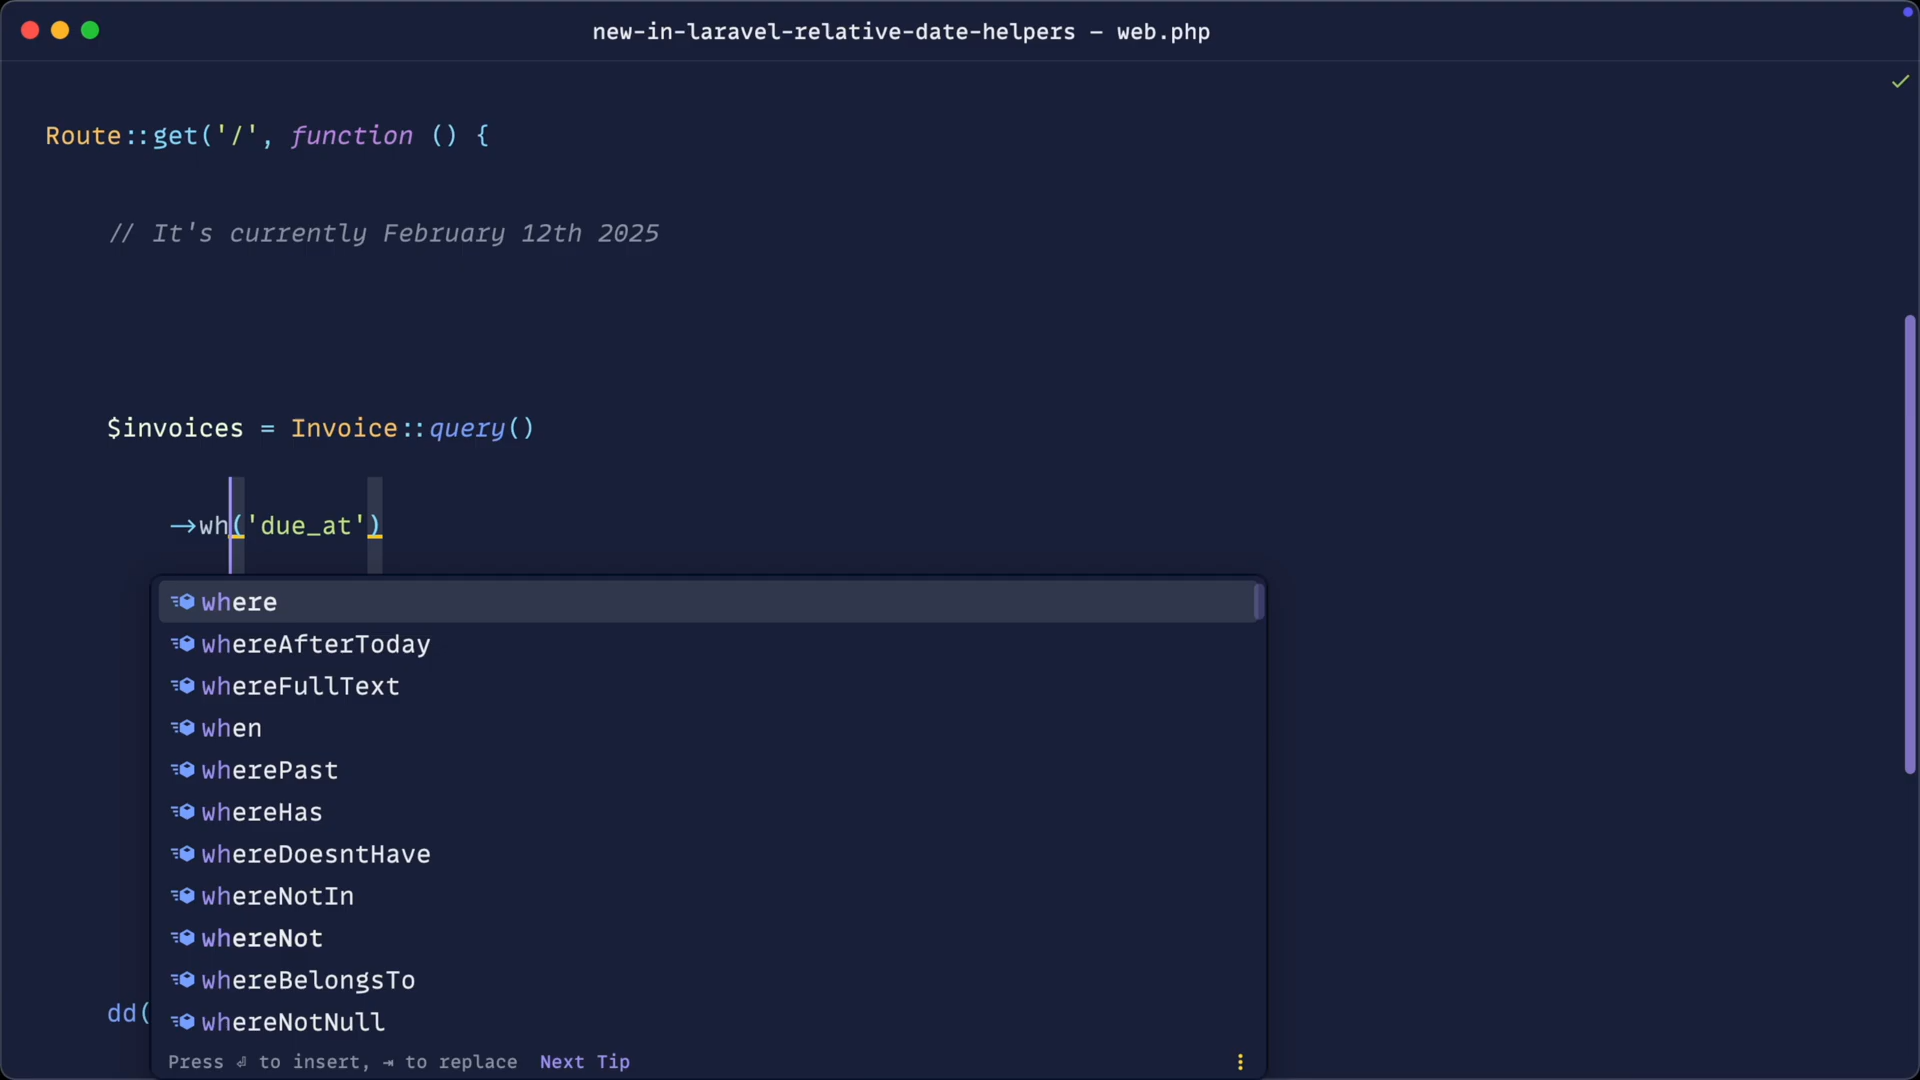 new-in-laravel-relative-date-helpers – web.php
Route::get('/', function () {
// It's currently February 12th 2025
$invoices = Invoice::query()
->wh('due_at')
where
whereAfterToday
whereFullText
when
wherePast
whereHas
whereDoesntHave
whereNotIn
whereNot
whereBelongsTo
whereNotNull
dd(
Press ⏎ to insert, ⇥ to replace Next Tip